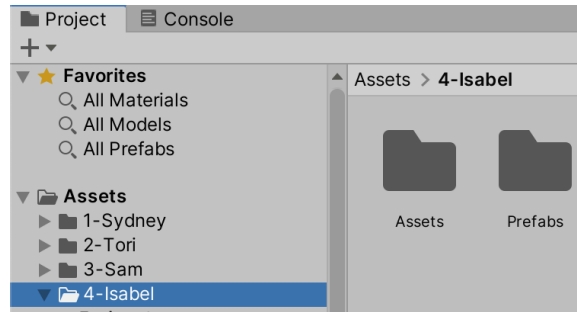 Project
Console
Favorites
All Materials
All Models
All Prefabs
Assets
1-Sydney
2-Tori
3-Sam
4-Isabel
Assets > 4-Isabel
Assets
Prefabs